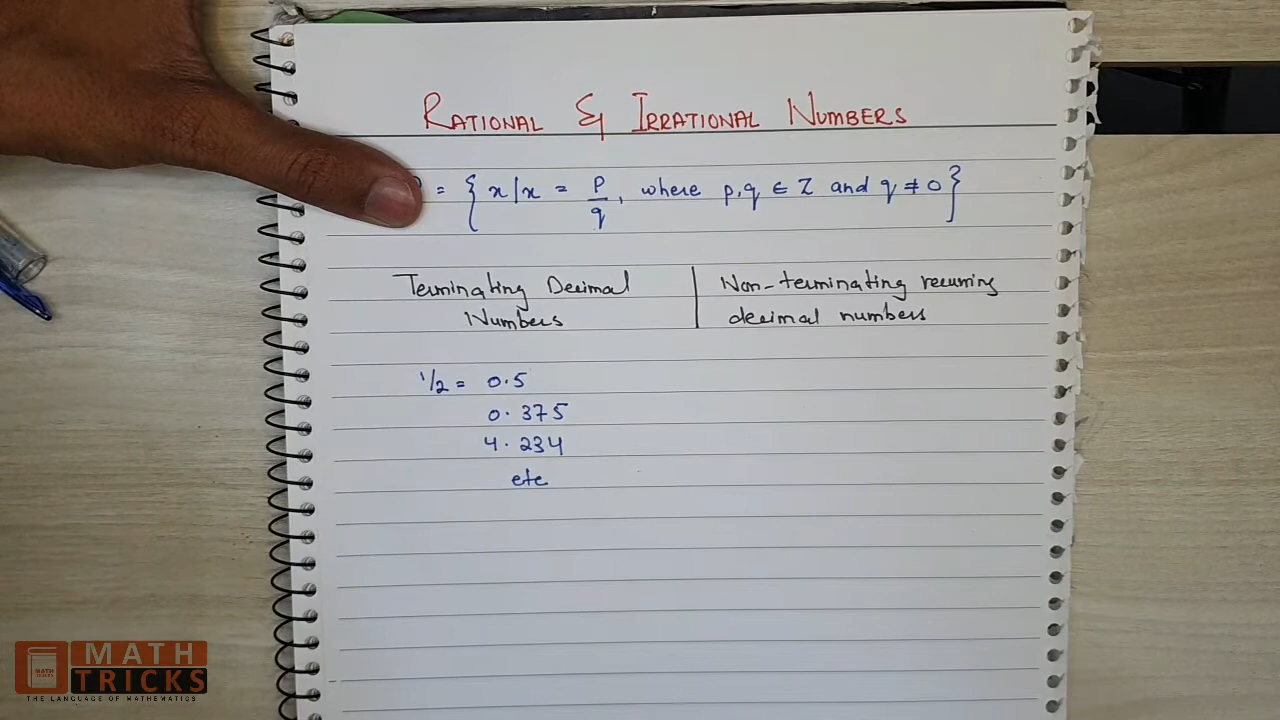 RATIONAL & IRRATIONAL NUMBERS
= { x/x = p/q, where p,q ∈ Z and q ≠ 0 }
Terminating Decimal Numbers
Non-terminating recurring decimal numbers
1/2 = 0.5
0.375
4.234
etc
MATH
TRICKS
THE LANGUAGE OF MATHEMATICS